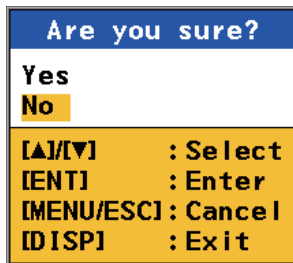 Are you sure?
Yes
No
[▲]/[▼] :Select
[ENT] :Enter
[MENU/ESC]:Cancel
[DISP] :Exit